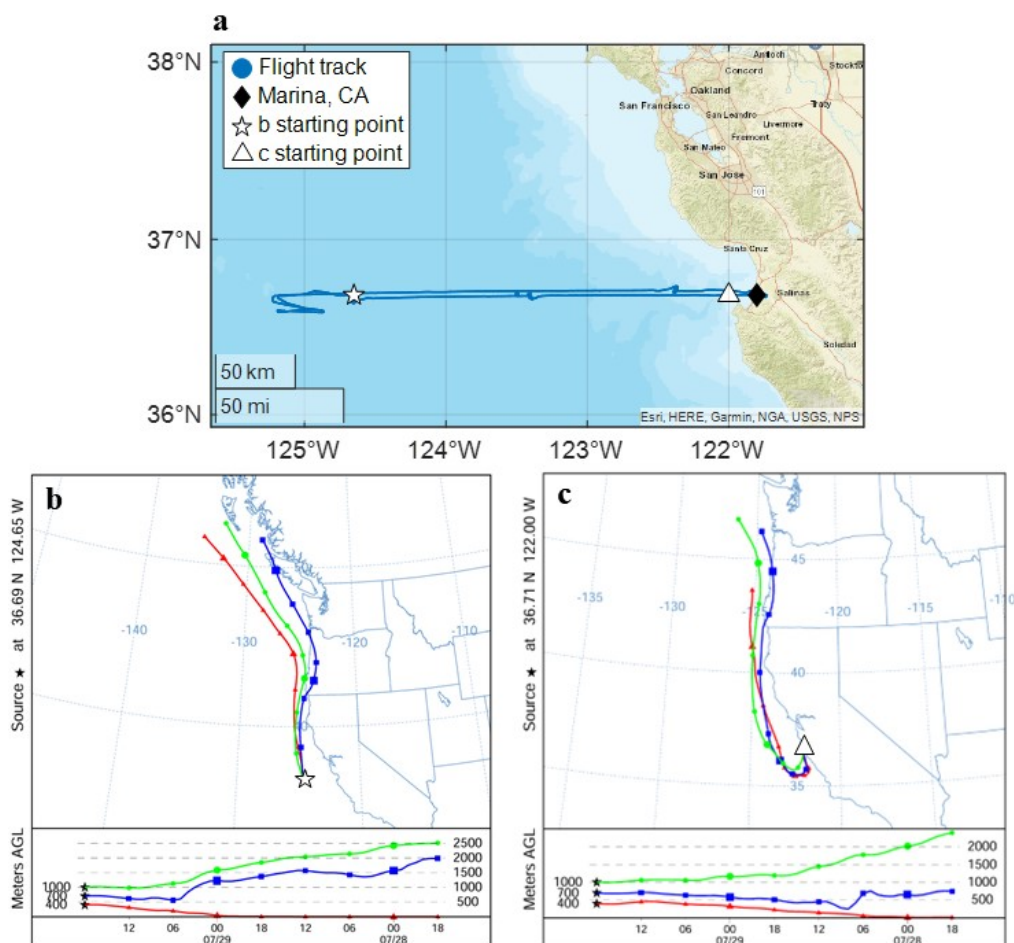 a
38°N
37°N
36°N
Flight track
Marina, CA
b starting point
c starting point
Antioch
Concord
Stockto
Oakland
San Francisco
San Leandro
Tracy
Livermore
Fremont
San Mateo
San Jose
101
Santa Cruz
Salinas
Soledad
50 km
50 mi
Esri, HERE, Garmin, NGA, USGS, NPS
125°W
124°W
123°W
122°W
b
Source ★ at 36.69 N 124.65 W
-140
-130
-120
-110
40
Meters AGL
1000
700
400
2500
2000
1500
1000
500
12
06
00
18
12
06
00
18
07/29
07/28
c
Source ★ at 36.71 N 122.00 W
-135
-130
-125
-120
-115
-110
45
40
35
Meters AGL
1000
700
400
2000
1500
1000
500
12
06
00
18
12
06
00
18
07/29
07/28